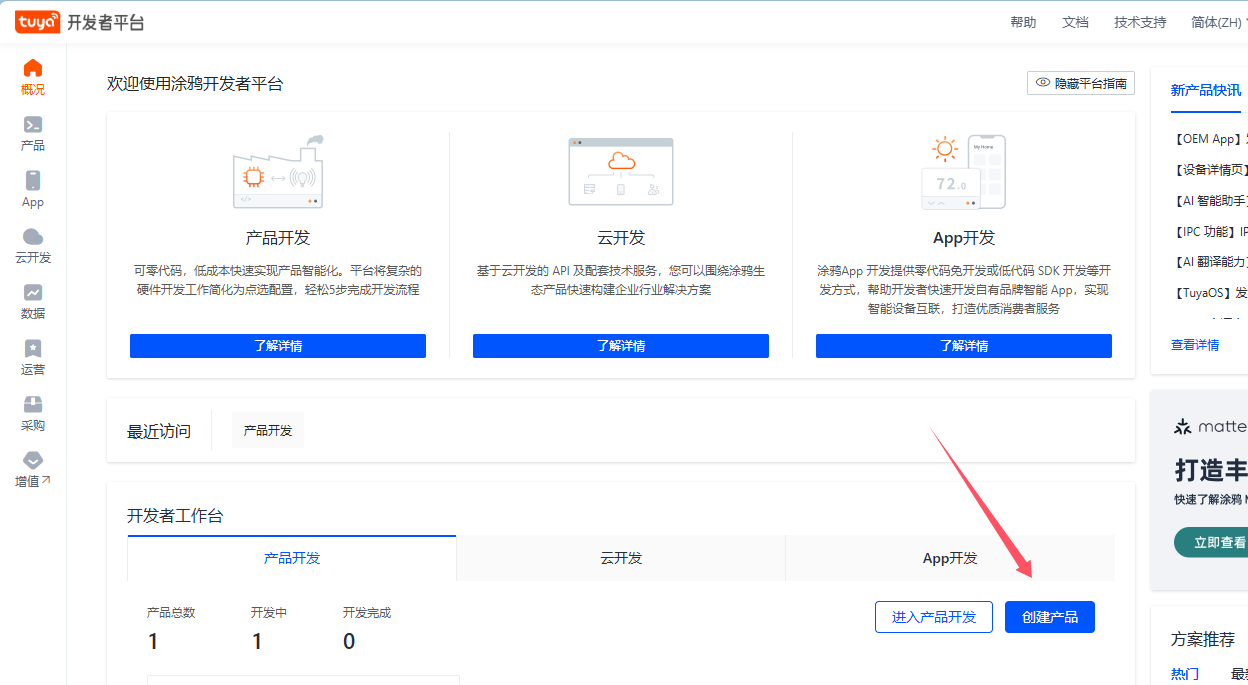 tuya 开发者平台
帮助 文档 技术支持 简体(ZH)
概况
产品
App
云开发
数据
运营
采购
增值
欢迎使用涂鸦开发者平台
隐藏平台指南
产品开发
可零代码，低成本快速实现产品智能化。平台将复杂的
硬件开发工作简化为点选配置，轻松5步完成开发流程
了解详情
云开发
基于云开发的 API 及配套技术服务，您可以围绕涂鸦生
态产品快速构建企业行业解决方案
了解详情
My Home
72.0
App开发
涂鸦App 开发提供零代码免开发或低代码 SDK 开发等开
发方式，帮助开发者快速开发自有品牌智能 App，实现
智能设备互联，打造优质消费者服务
了解详情
最近访问
产品开发
开发者工作台
产品开发 云开发 App开发
产品总数 开发中 开发完成
1 1 0
进入产品开发 创建产品
新产品快讯
【OEM App】
【设备详情页】
【AI 智能助手】
【IPC 功能】IP
【AI 翻译能力】
【TuyaOS】发
查看详情
matte
打造丰
快速了解涂鸦
立即查看
方案推荐
热门 最